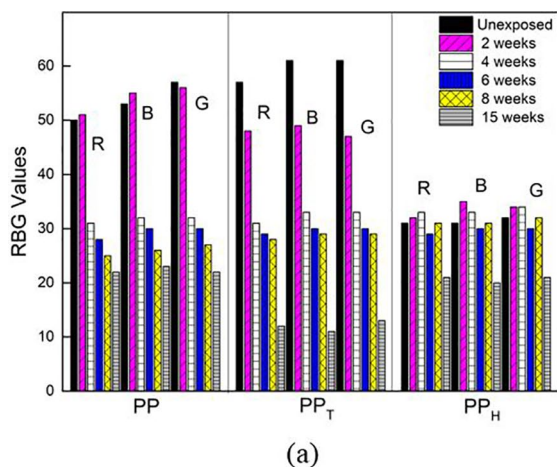 Unexposed
2 weeks
4 weeks
6 weeks
8 weeks
15 weeks
RBG Values
60
50
40
30
20
10
0
R B G
R B G
R B G
PP PP_T PP_H
(a)